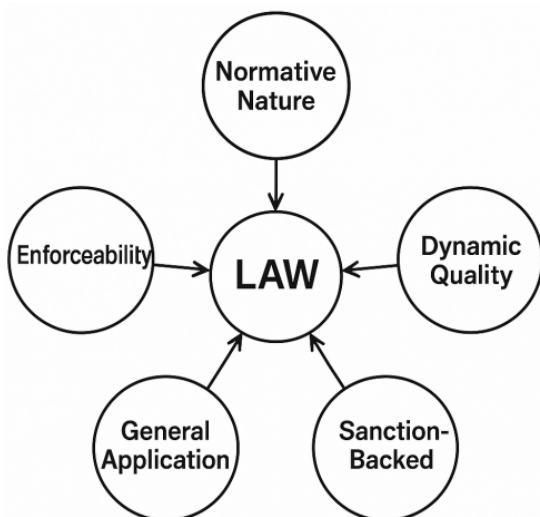 Normative
Nature
Enforceability
LAW
Dynamic
Quality
General
Application
Sanction-
Backed